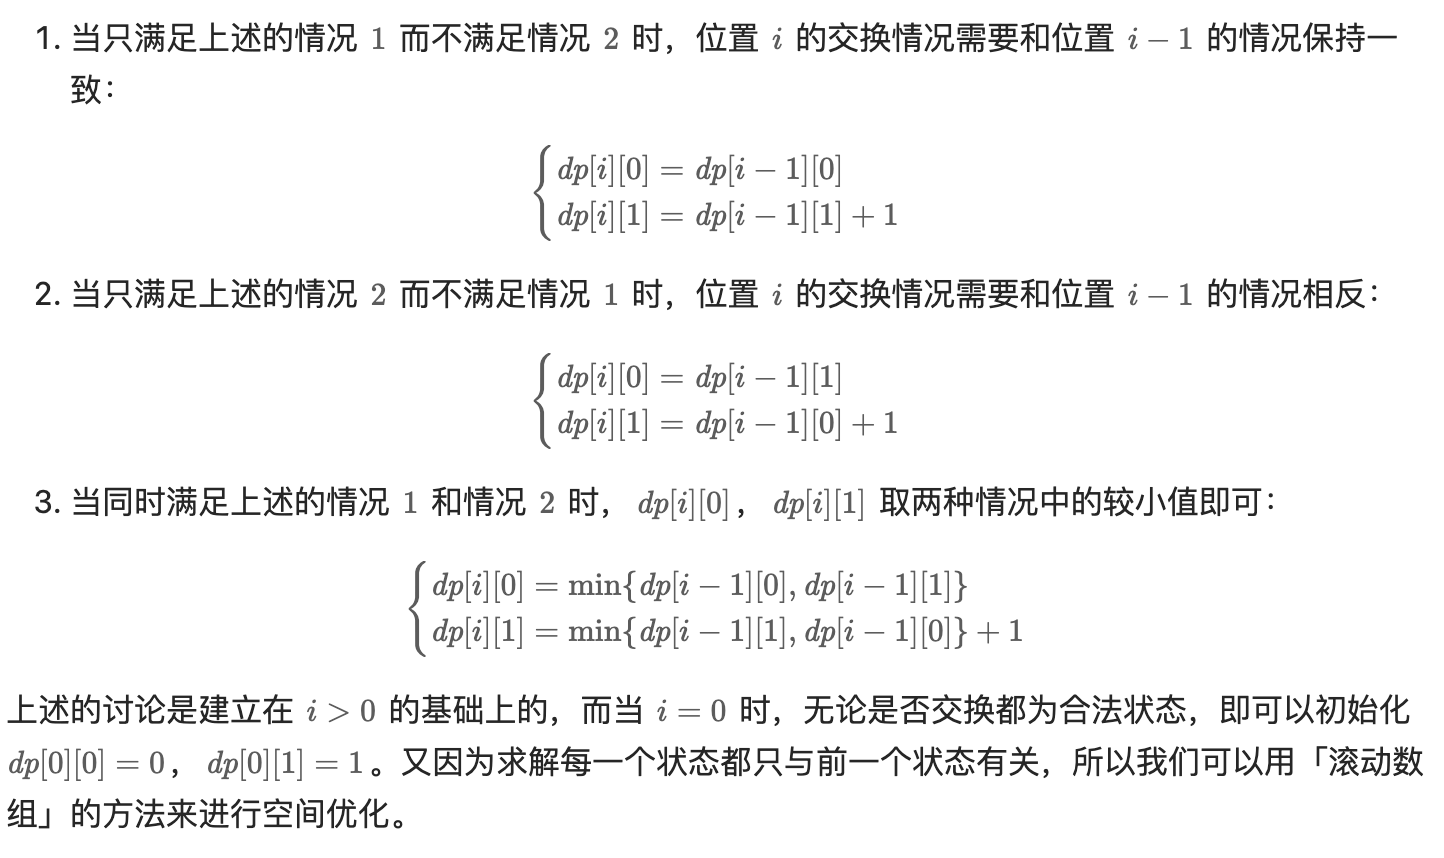 1. 当只满足上述的情况 1 而不满足情况 2 时，位置 i 的交换情况需要和位置 i − 1 的情况保持一
致：
dp[i][0] = dp[i − 1][0]
dp[i][1] = dp[i − 1][1] + 1
2. 当只满足上述的情况 2 而不满足情况 1 时，位置 i 的交换情况需要和位置 i − 1 的情况相反：
dp[i][0] = dp[i − 1][1]
dp[i][1] = dp[i − 1][0] + 1
3. 当同时满足上述的情况 1 和情况 2 时， dp[i][0]， dp[i][1] 取两种情况中的较小值即可：
dp[i][0] = min{dp[i − 1][0], dp[i − 1][1]}
dp[i][1] = min{dp[i − 1][1], dp[i − 1][0]} + 1
上述的讨论是建立在 i > 0 的基础上的，而当 i = 0 时，无论是否交换都为合法状态，即可以初始化
dp[0][0] = 0， dp[0][1] = 1。又因为求解每一个状态都只与前一个状态有关，所以我们可以用「滚动数
组」的方法来进行空间优化。